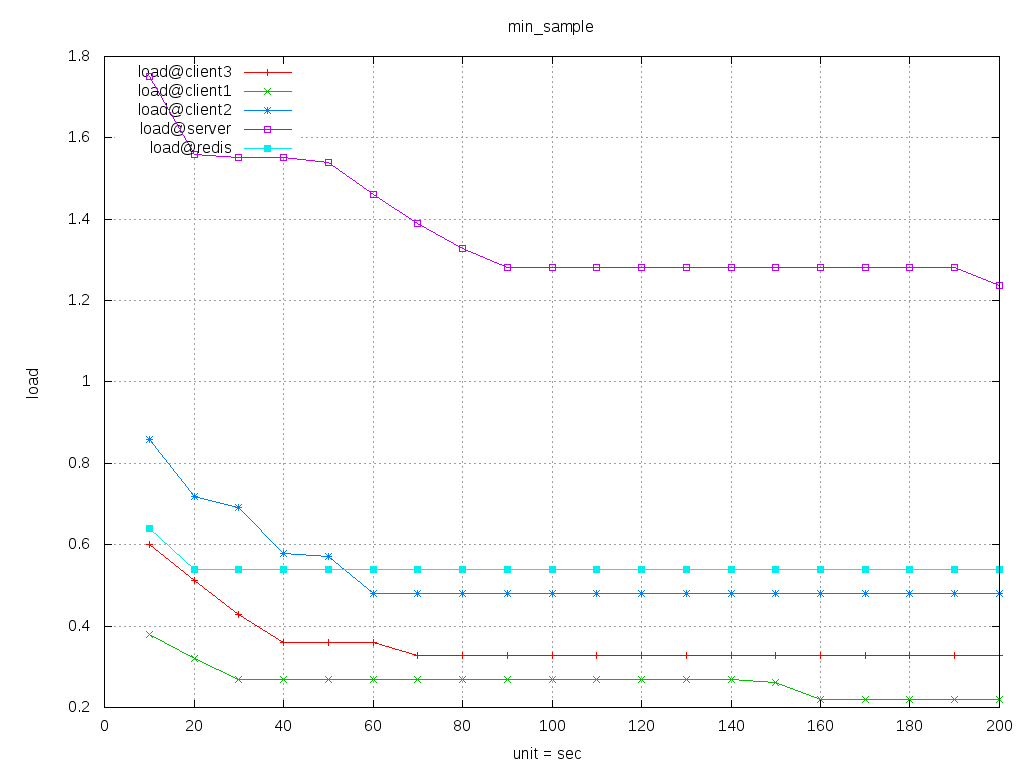 min_sample
load@client3
load@client1
load@client2
load@server
load@redis
1.8
1.6
1.4
1.2
1
0.8
0.6
0.4
0.2
load
0 20 40 60 80 100 120 140 160 180 200
unit = sec